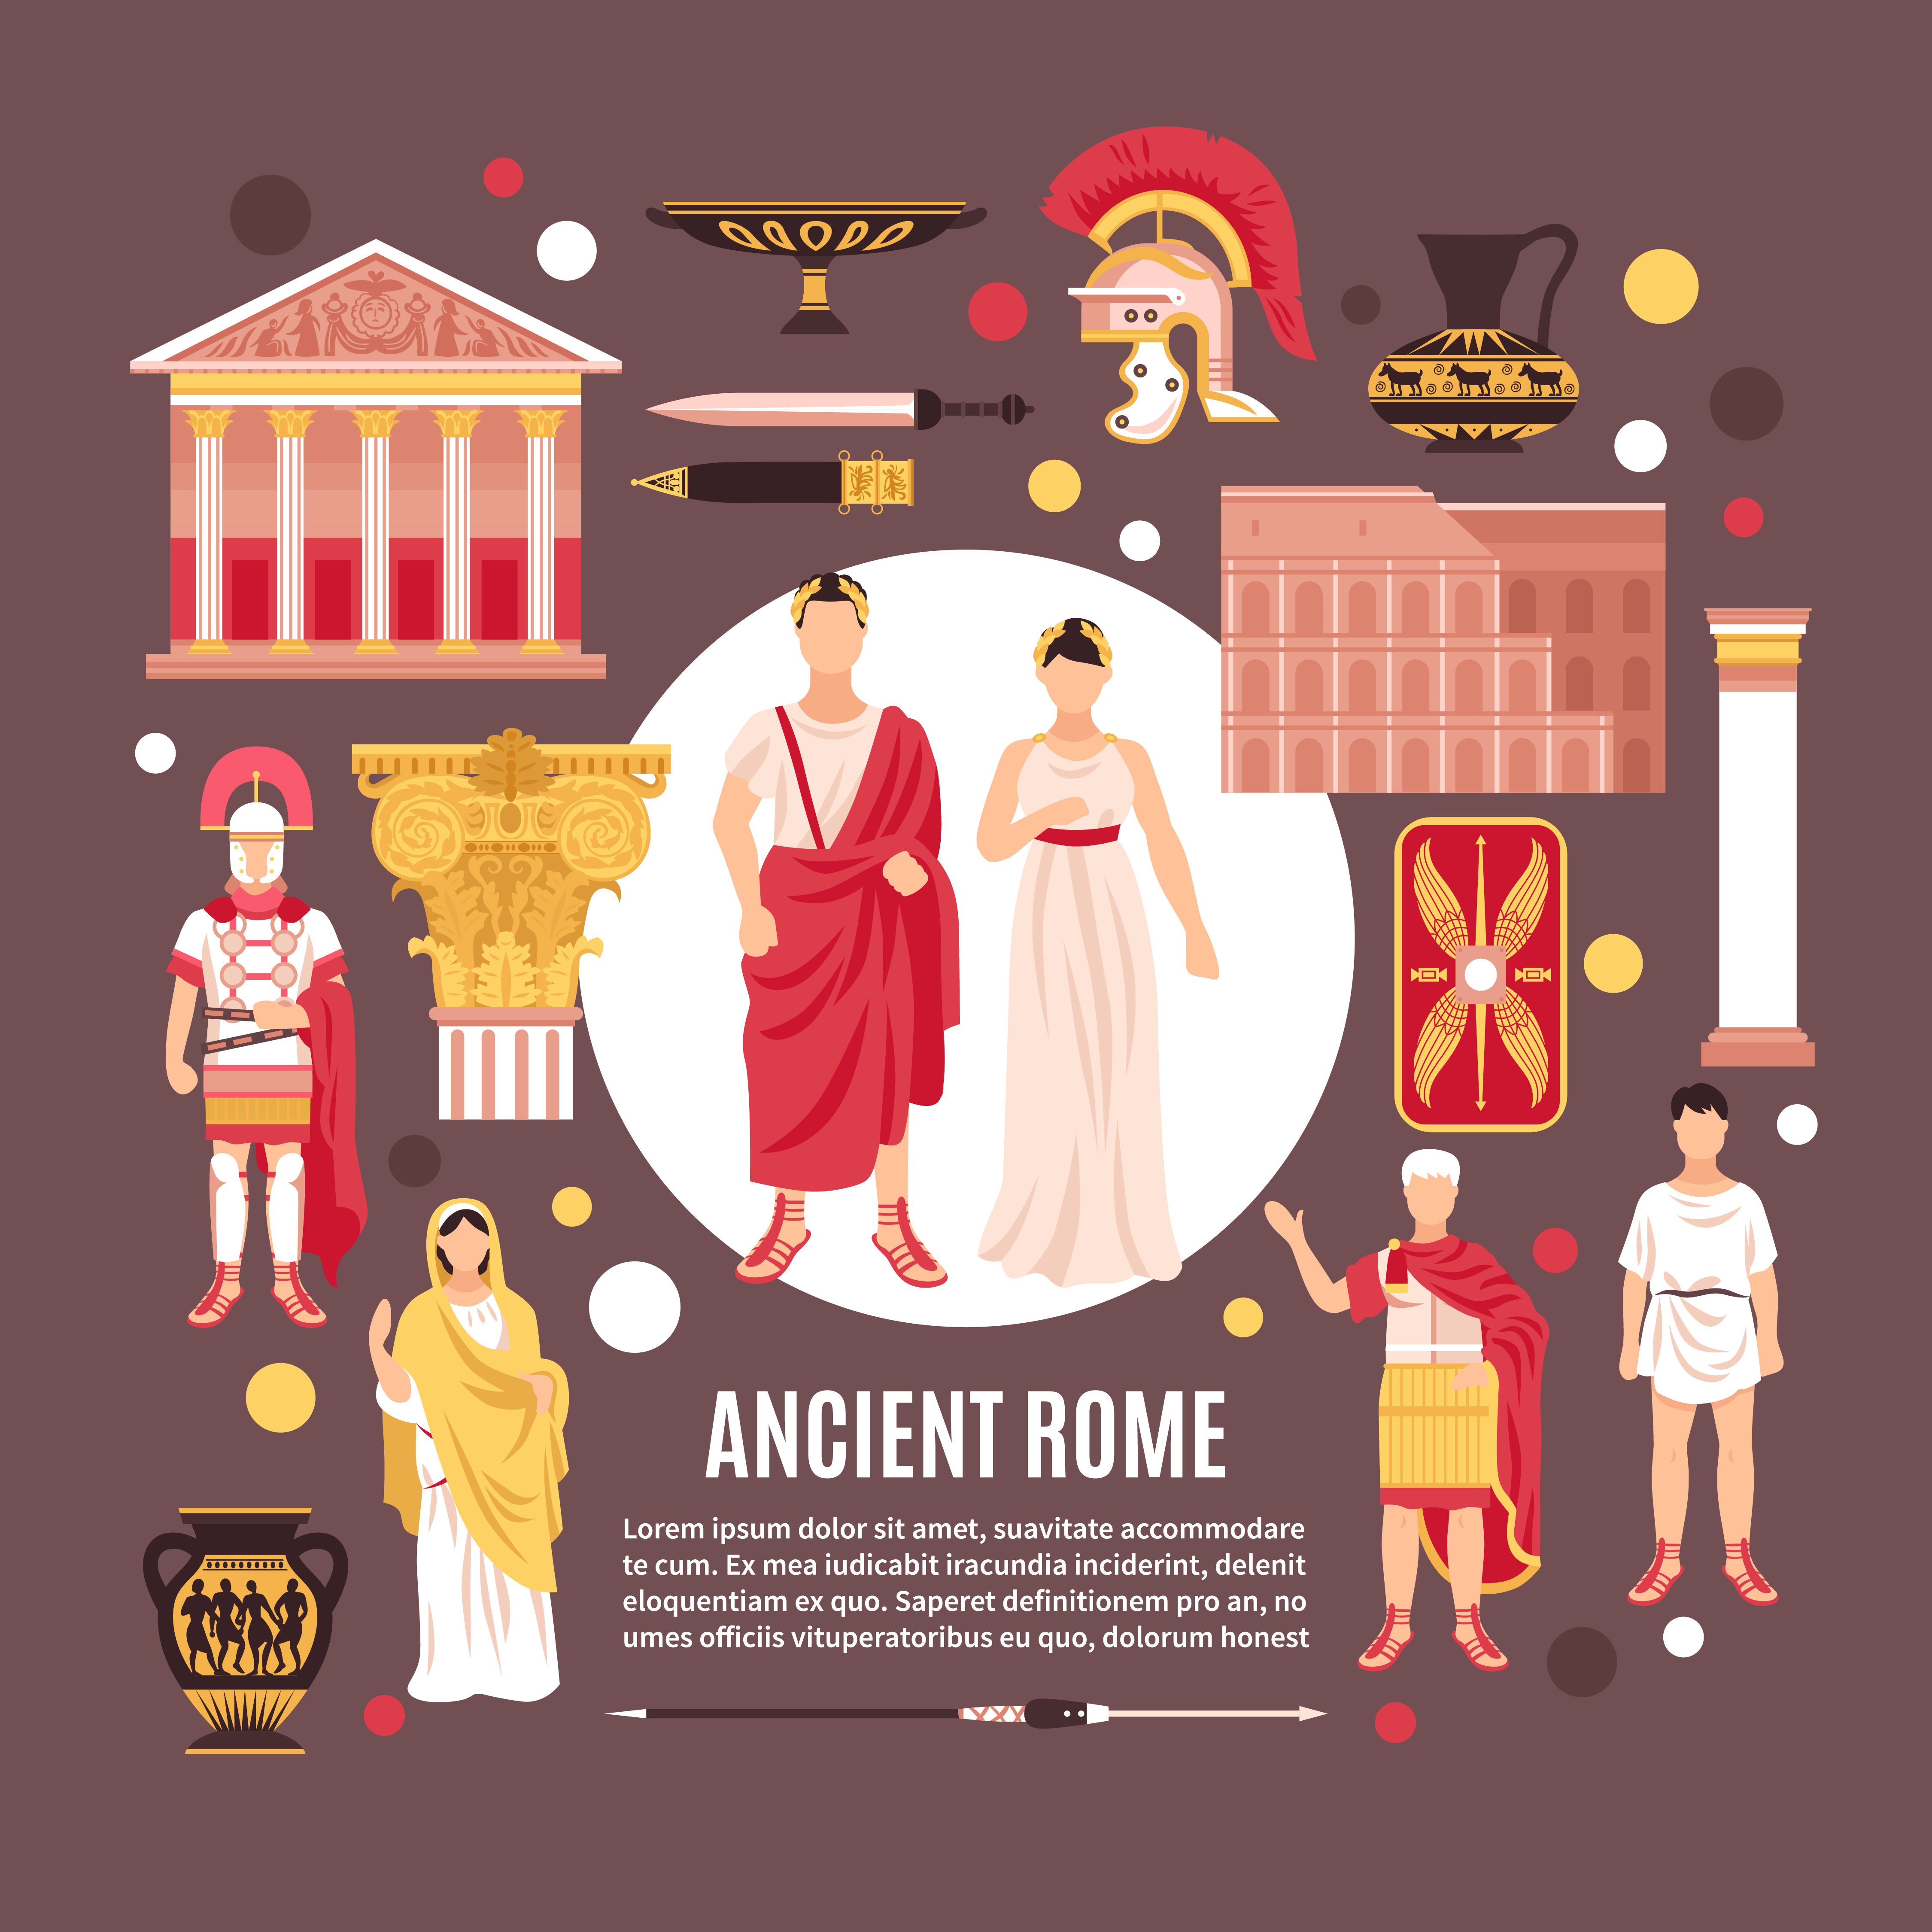 ANCIENT ROME
Lorem ipsum dolor sit amet, suavitate accommodare
te cum. Ex mea iudicabit iracundia inciderint, delenit
eloquentiam ex quo. Saperet definitionem pro an, no
umes officiis vituperatoribus eu quo, dolorum honest